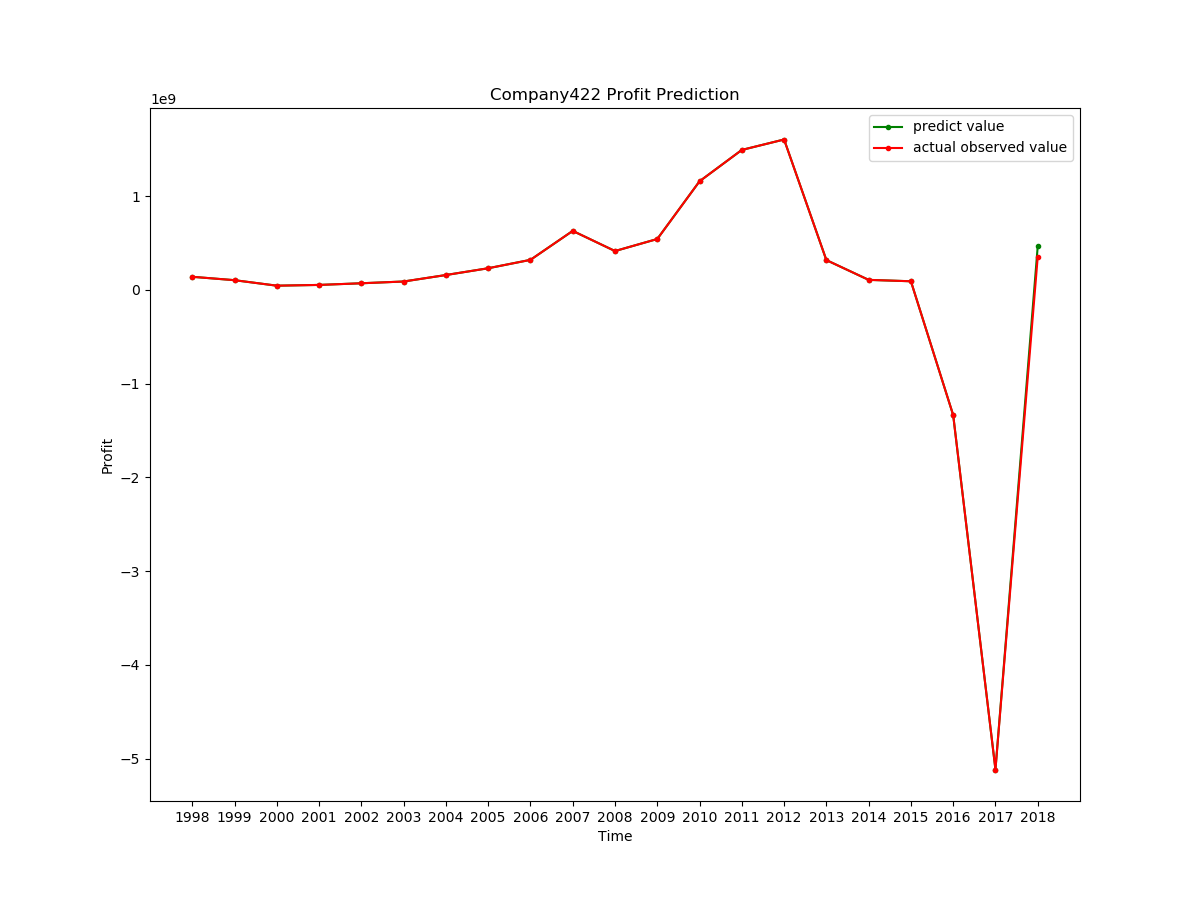 Company422 Profit Prediction
1e9
predict value
actual observed value
1
0
−1
−2
−3
−4
−5
Profit
1998 1999 2000 2001 2002 2003 2004 2005 2006 2007 2008 2009 2010 2011 2012 2013 2014 2015 2016 2017 2018
Time